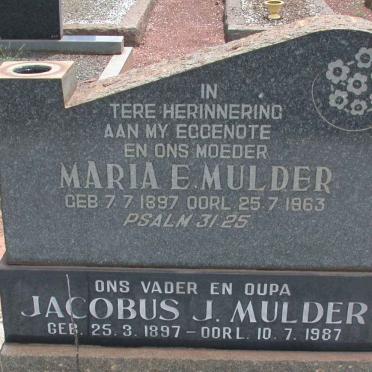 IN
TERE HERINNERING
AAN MY EGGENOTE
EN ONS MOEDER
MARIA E. MULDER
GEB 7.7.1897 OORL 25.7.1963
PSALM 31:25
ONS VADER EN OUPA
JACOBUS J. MULDER
GEB. 25.3.1897 - OORL. 10.7.1987